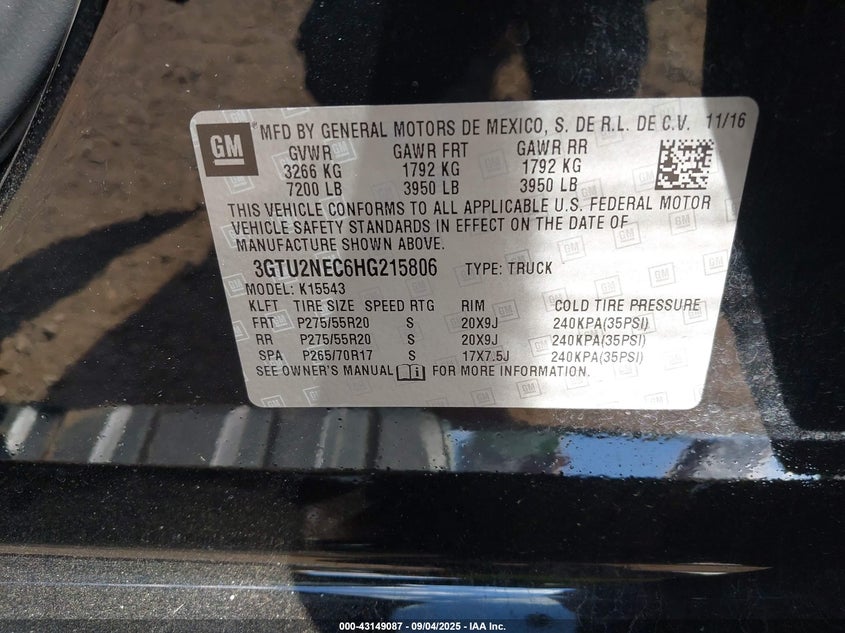 GM MFD BY GENERAL MOTORS DE MEXICO, S. DE R.L. DE C.V. 11/16
GVWR GAWR FRT GAWR RR
3266 KG 1792 KG 1792 KG
7200 LB 3950 LB 3950 LB
THIS VEHICLE CONFORMS TO ALL APPLICABLE U.S. FEDERAL MOTOR
VEHICLE SAFETY STANDARDS IN EFFECT ON THE DATE OF
MANUFACTURE SHOWN ABOVE.
3GTU2NEC6HG215806 TYPE: TRUCK
MODEL: K15543
KLFT TIRE SIZE SPEED RTG RIM COLD TIRE PRESSURE
FRT P275/55R20 S 20X9J 240KPA(35PSI)
RR P275/55R20 S 20X9J 240KPA(35PSI)
SPA P265/70R17 S 17X7.5J 240KPA(35PSI)
SEE OWNER'S MANUAL FOR MORE INFORMATION.
000-43149087 - 09/04/2025 - IAA Inc.